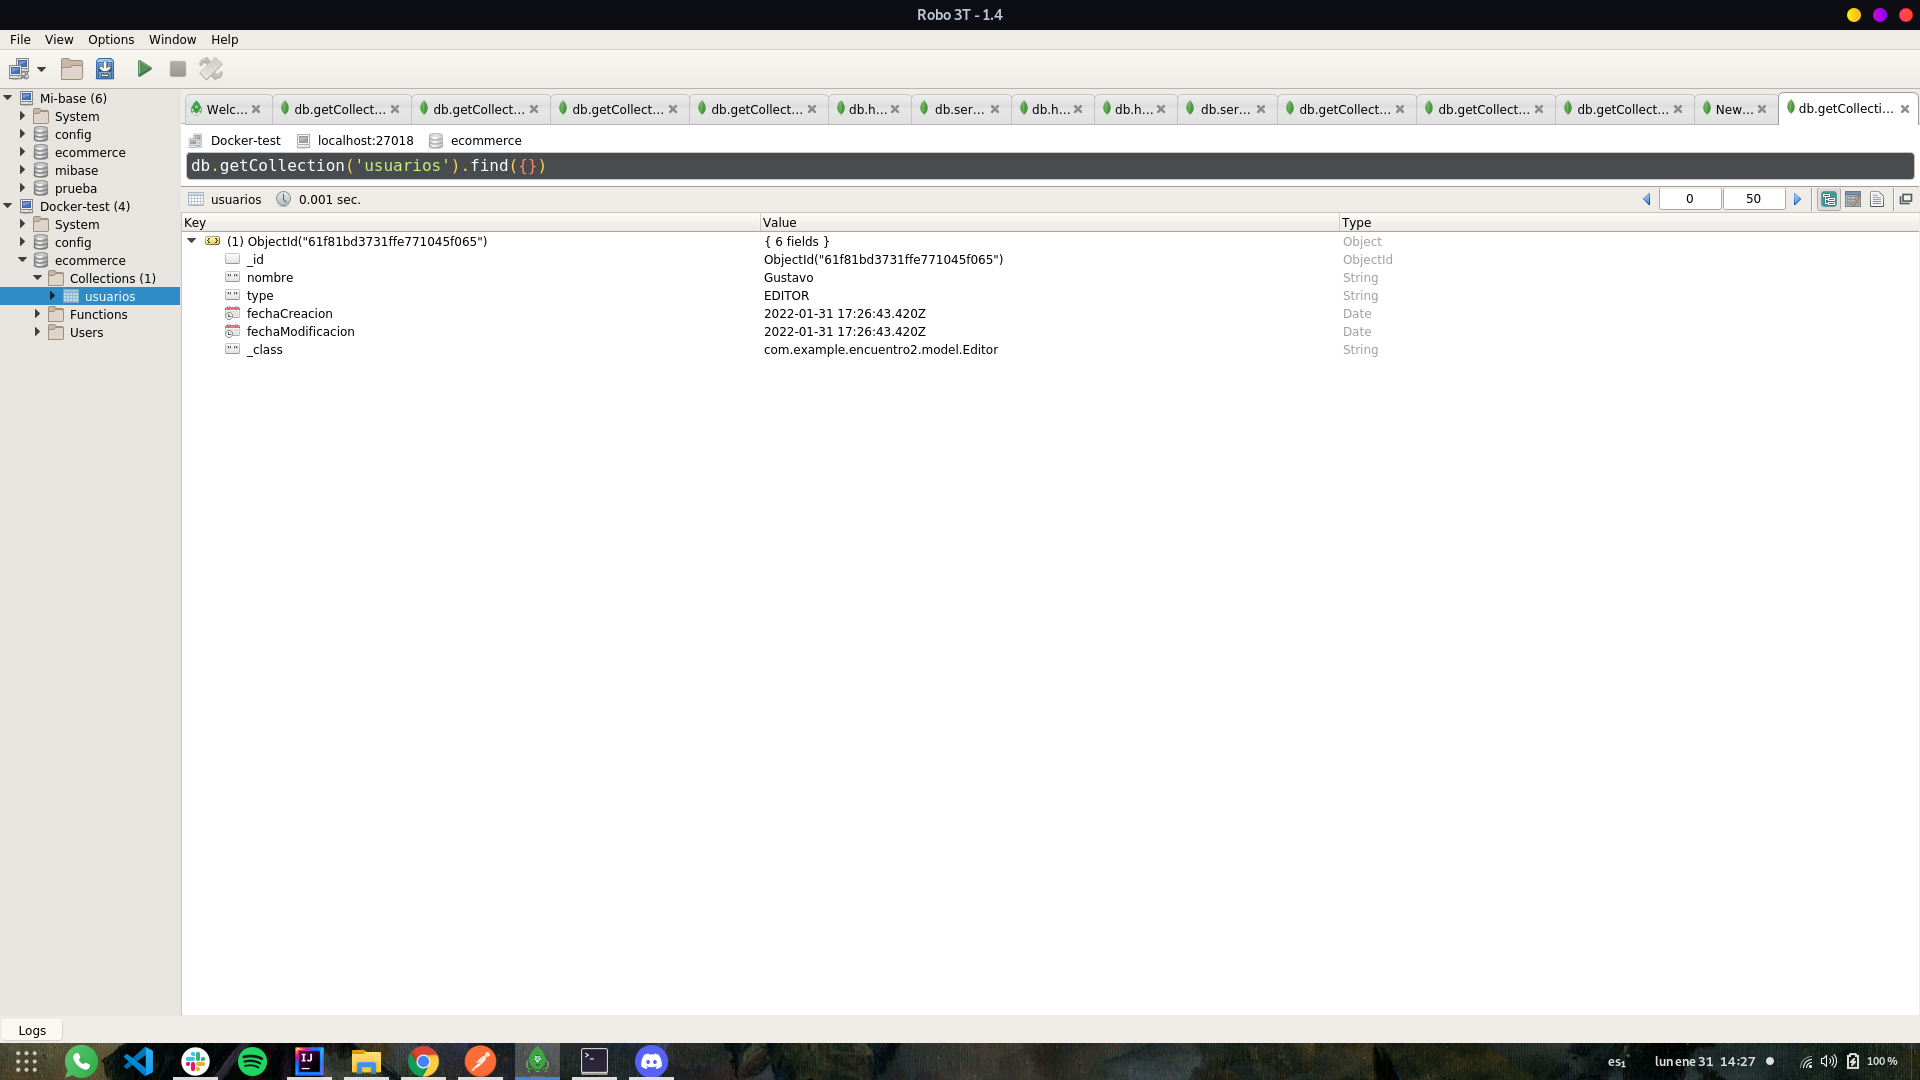 Robo 3T - 1.4
File View Options Window Help
Mi-base (6)
System
config
ecommerce
mibase
prueba
Docker-test (4)
System
config
ecommerce
Collections (1)
usuarios
Functions
Users
Welc... db.getCollect... db.getCollect... db.getCollect... db.getCollect... db.h... db.ser... db.h... db.h... db.ser... db.getCollect... db.getCollect... db.getCollect... New... db.getCollecti...
Docker-test localhost:27018 ecommerce
db.getCollection('usuarios').find({})
usuarios 0.001 sec. 0 50
Key Value Type
(1) ObjectId("61f81bd3731ffe771045f065") { 6 fields } Object
_id ObjectId("61f81bd3731ffe771045f065") ObjectId
nombre Gustavo String
type EDITOR String
fechaCreacion 2022-01-31 17:26:43.420Z Date
fechaModificacion 2022-01-31 17:26:43.420Z Date
_class com.example.encuentro2.model.Editor String
Logs
IJ
es₁ lun ene 31 14:27 100 %